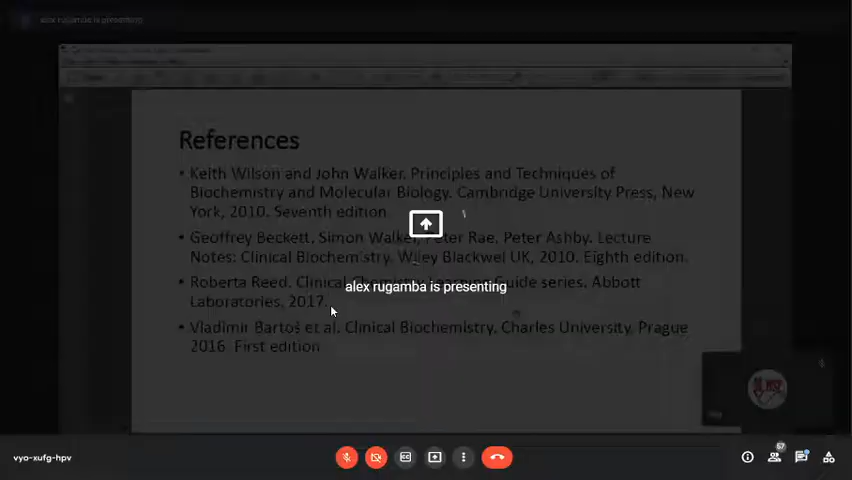 alex rugamba is presenting
References
• Keith Wilson and John Walker. Principles and Techniques of
Biochemistry and Molecular Biology. Cambridge University Press, New
York, 2010. Seventh edition
• Geoffrey Beckett, Simon Walker, Peter Rae, Peter Ashby. Lecture
Notes: Clinical Biochemistry. Wiley Blackwel UK, 2010. Eighth edition.
• Roberta Reed. Clinical Chemistry Learning Guide series. Abbott
Laboratories, 2017.
alex rugamba is presenting
• Vladimír Bartoš et al. Clinical Biochemistry, Charles University, Prague
2016 First edition
vyo-xufg-hpv
CC
67